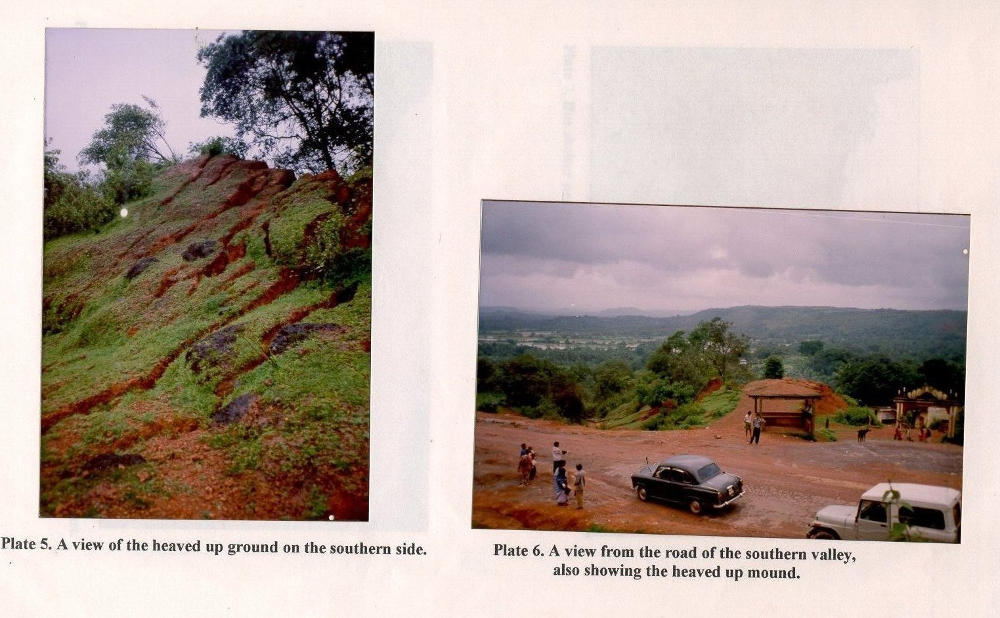 Plate 5. A view of the heaved up ground on the southern side.
Plate 6. A view from the road of the southern valley,
also showing the heaved up mound.